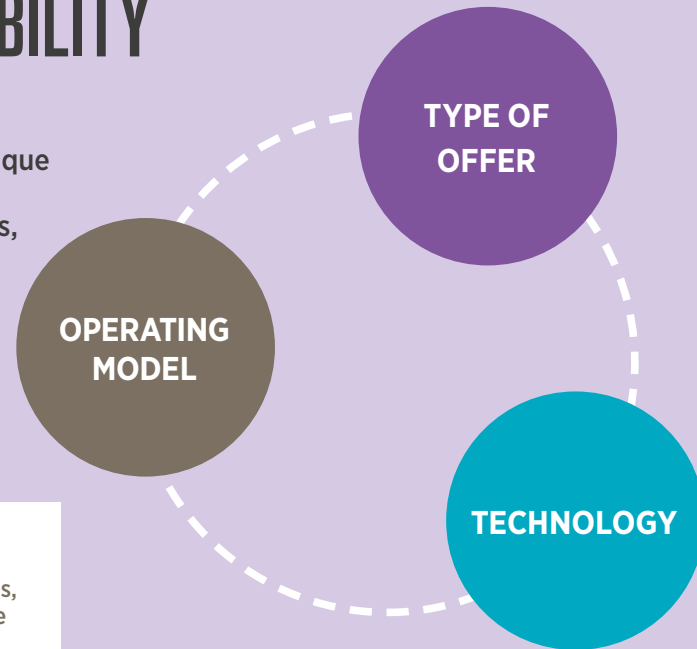 BILITY
que
s,
TYPE OF
OFFER
OPERATING
MODEL
TECHNOLOGY
s,
e